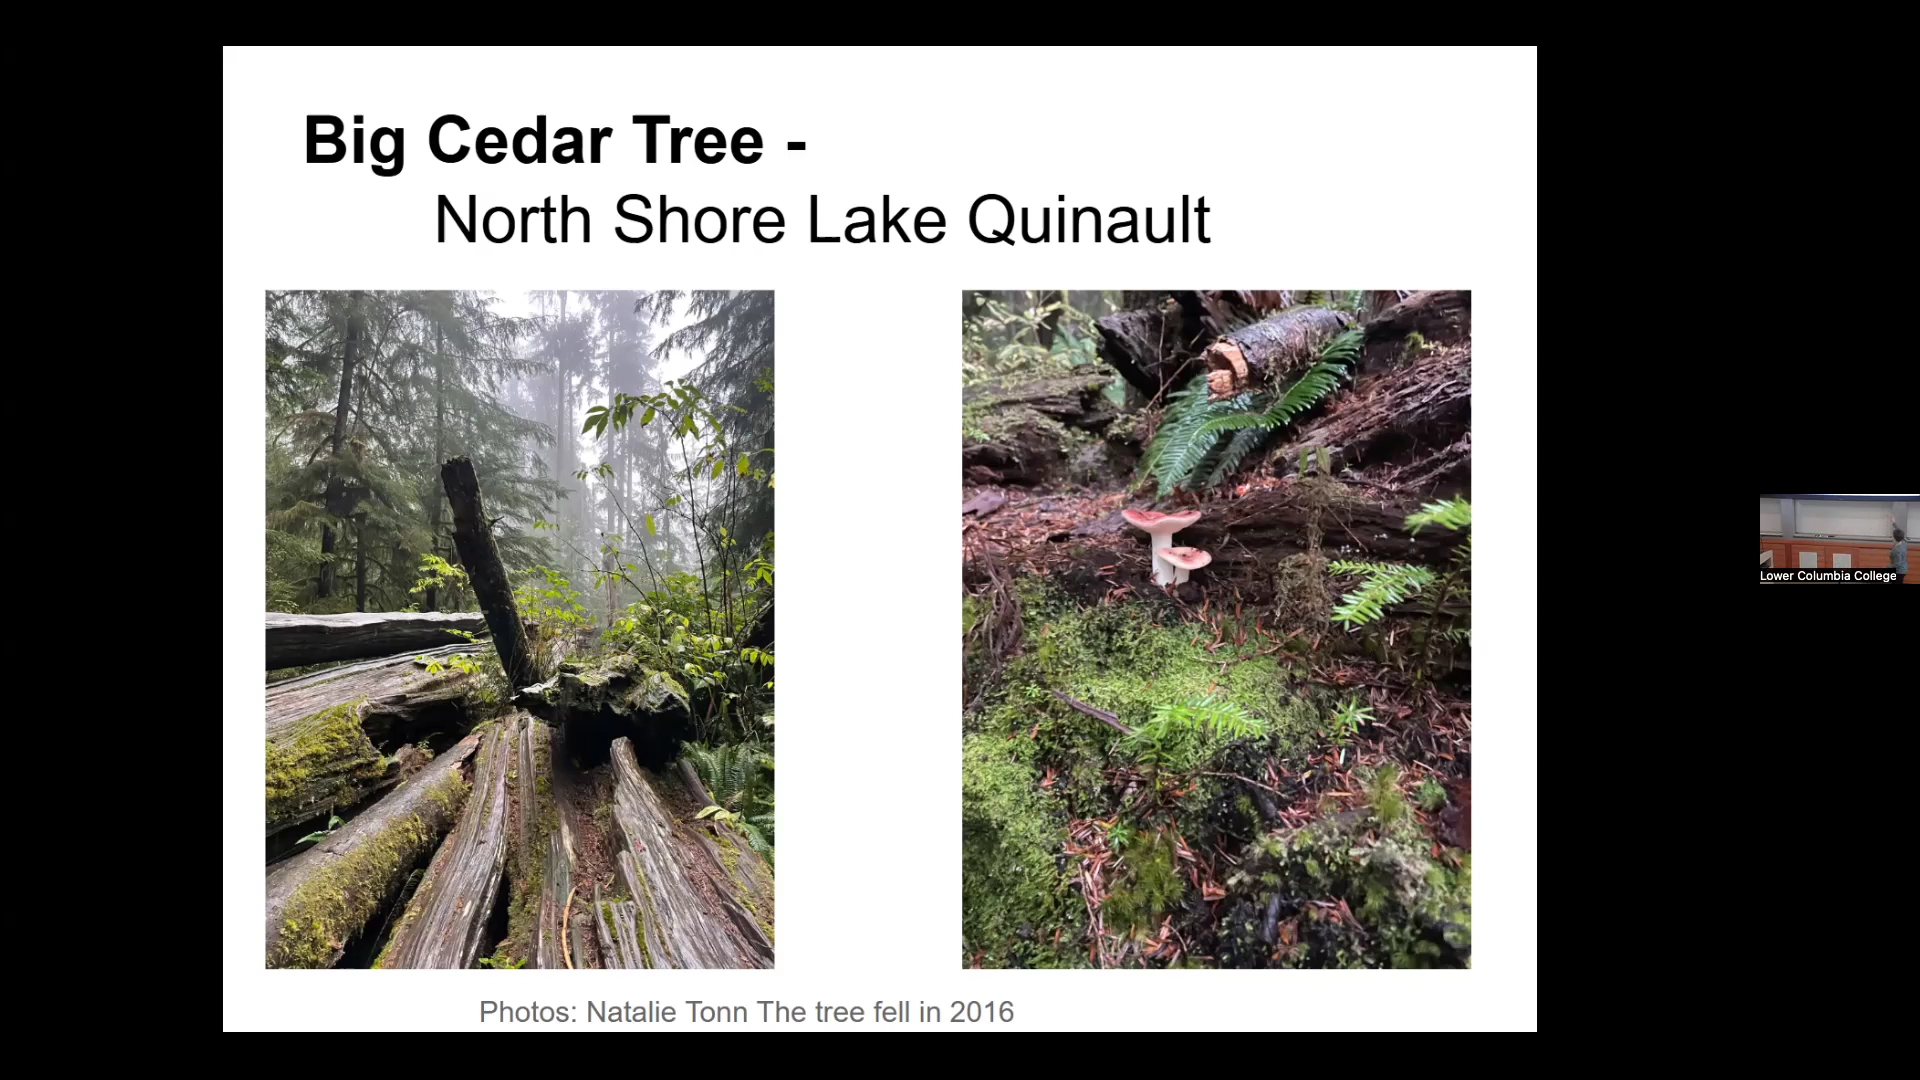 Big Cedar Tree -
North Shore Lake Quinault
Photos: Natalie Tonn The tree fell in 2016
Lower Columbia College